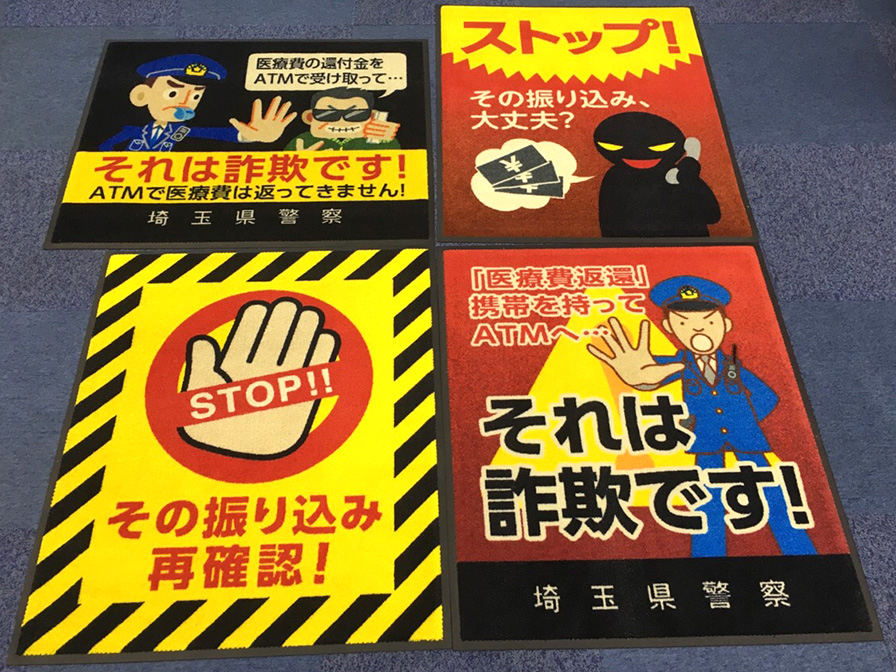 医療費の還付金を
ATMで受け取って…
それは詐欺です!
ATMで医療費は返ってきません!
埼玉県警察
ストップ!
その振り込み、
大丈夫?
STOP!!
その振り込み
再確認!
「医療費返還」
携帯を持って
ATMへ…
それは
詐欺です!
埼玉県警察